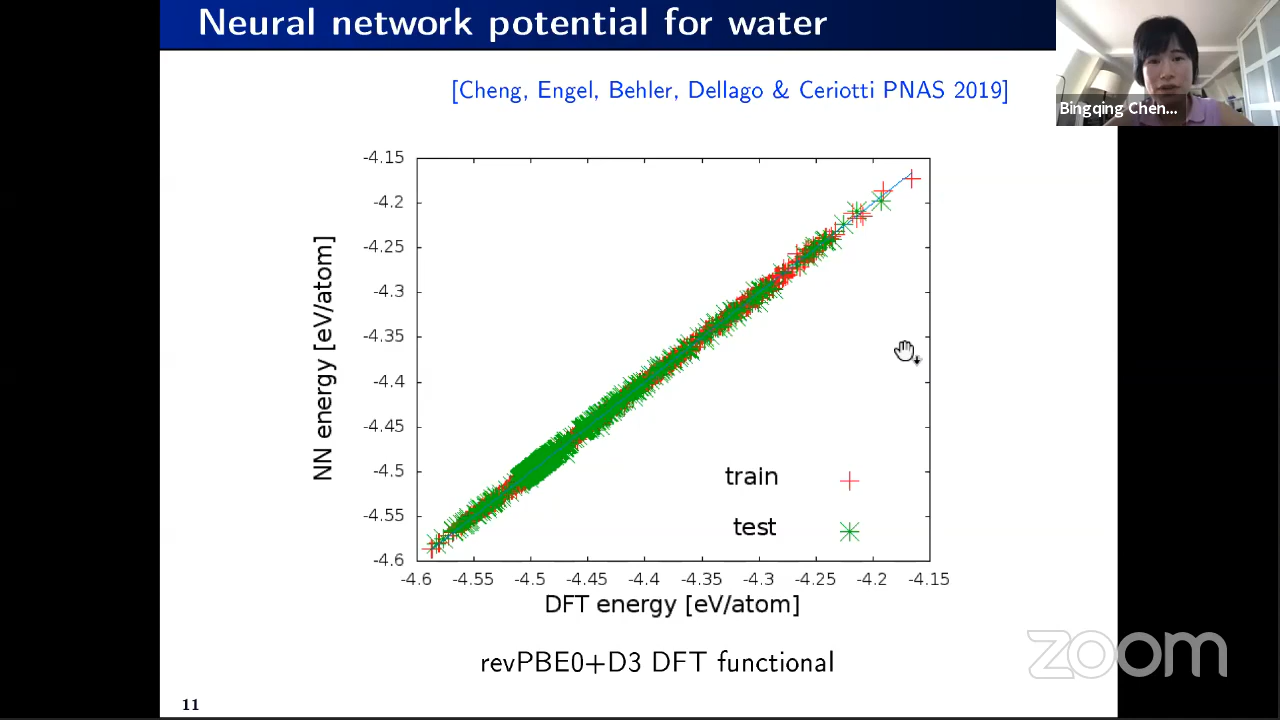 Neural network potential for water
[Cheng, Engel, Behler, Dellago & Ceriotti PNAS 2019]
Bingqing Chen...
-4.15
-4.2
-4.25
-4.3
-4.35
-4.4
-4.45
-4.5
-4.55
-4.6
NN energy [eV/atom]
train
test
-4.6 -4.55 -4.5 -4.45 -4.4 -4.35 -4.3 -4.25 -4.2 -4.15
DFT energy [eV/atom]
revPBE0+D3 DFT functional
zoom
11